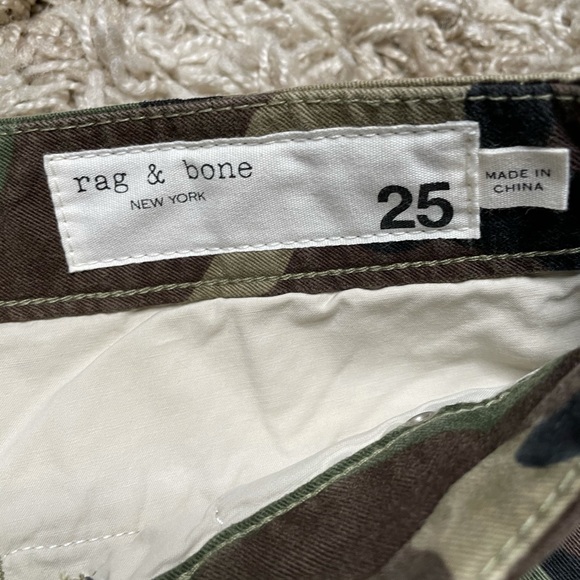 rag & bone
NEW YORK
25
MADE IN
CHINA